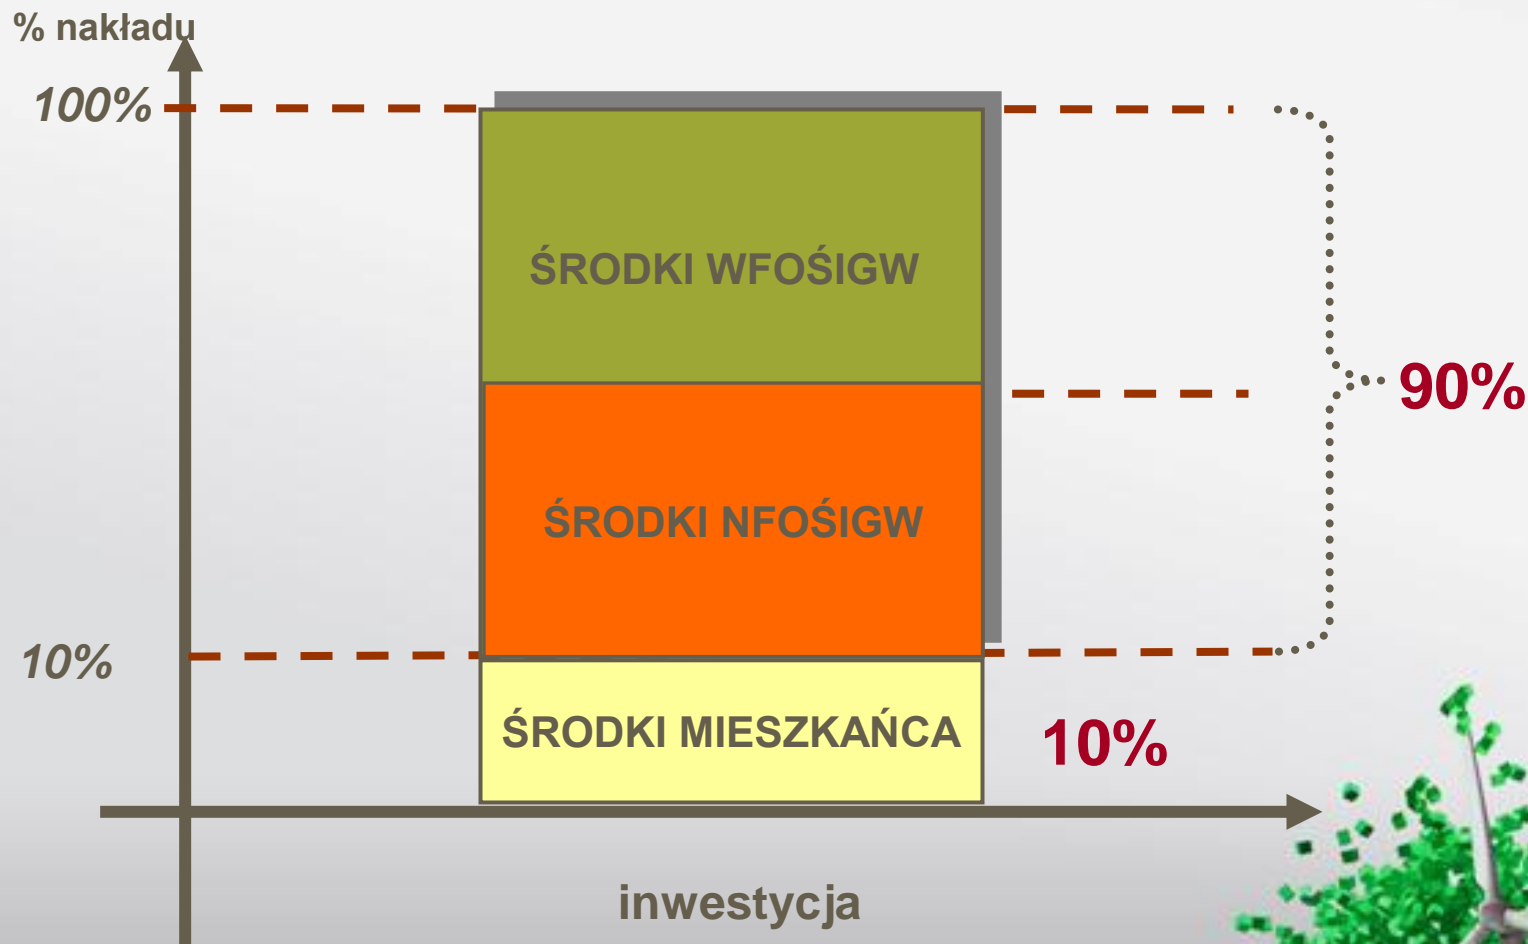 % nakładu
100%
ŚRODKI WFOŚIGW
90%
ŚRODKI NFOŚIGW
10%
ŚRODKI MIESZKAŃCA
10%
inwestycja